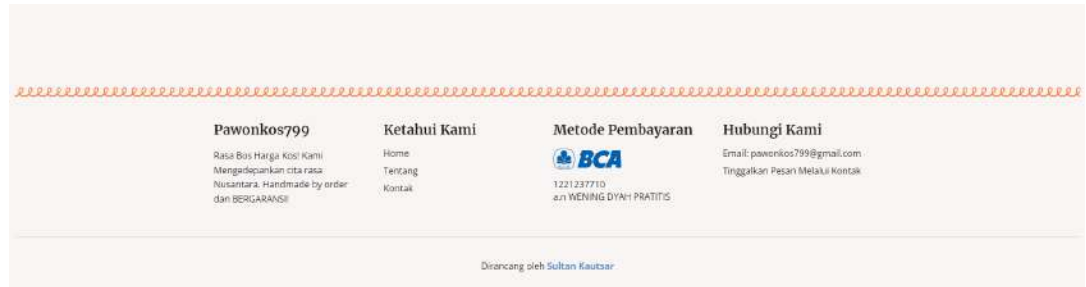 Pawonkos799
Rasa Bos Harga Kos! Kami
Mengedepankan cita rasa
Nusantara. Handmade by order
dan BERGARANSI!
Ketahui Kami
Home
Tentang
Kontak
Metode Pembayaran
BCA
1221237710
a.n WENING DYAH PRATITIS
Hubungi Kami
Email: pawonkos799@gmail.com
Tinggalkan Pesan Melalui Kontak
Dirancang oleh Sultan Kautsar